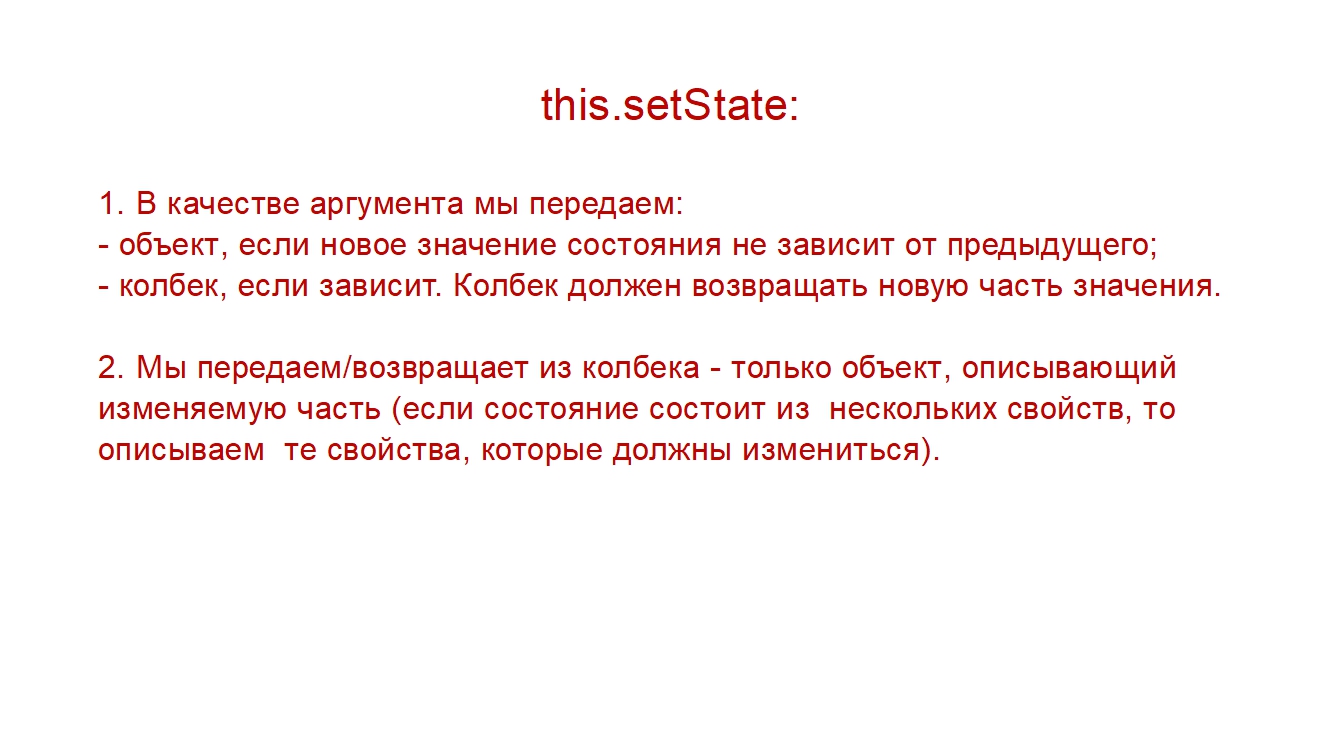 this.setState:
1. В качестве аргумента мы передаем:
- объект, если новое значение состояния не зависит от предыдущего;
- колбек, если зависит. Колбек должен возвращать новую часть значения.
2. Мы передаем/возвращает из колбека - только объект, описывающий
изменяемую часть (если состояние состоит из  нескольких свойств, то
описываем  те свойства, которые должны измениться).